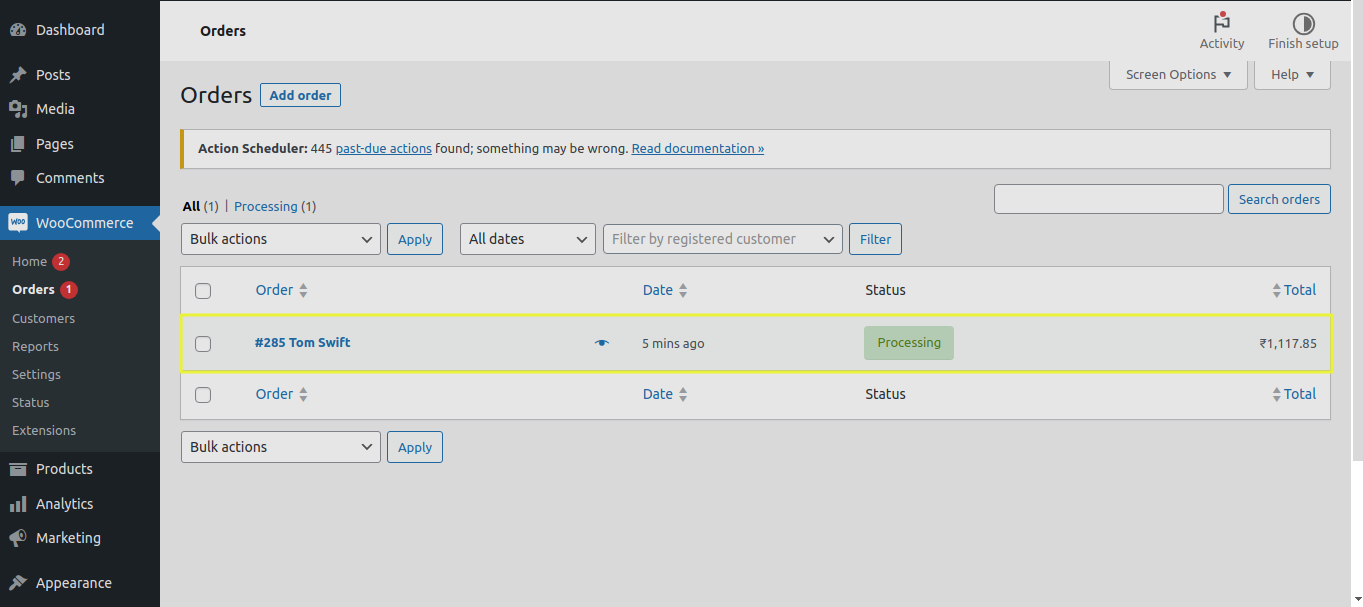 Dashboard
Posts
Media
Pages
Comments
WOO WooCommerce
Home 2
Orders 1
Customers
Reports
Settings
Status
Extensions
Products
Analytics
Marketing
Appearance
Orders
Activity
Finish setup
Screen Options
Help
Orders Add order
Action Scheduler: 445 past-due actions found; something may be wrong. Read documentation »
All (1) | Processing (1)
Search orders
Bulk actions Apply All dates Filter by registered customer Filter
Order Date Status Total
#285 Tom Swift 5 mins ago Processing ₹1,117.85
Order Date Status Total
Bulk actions Apply